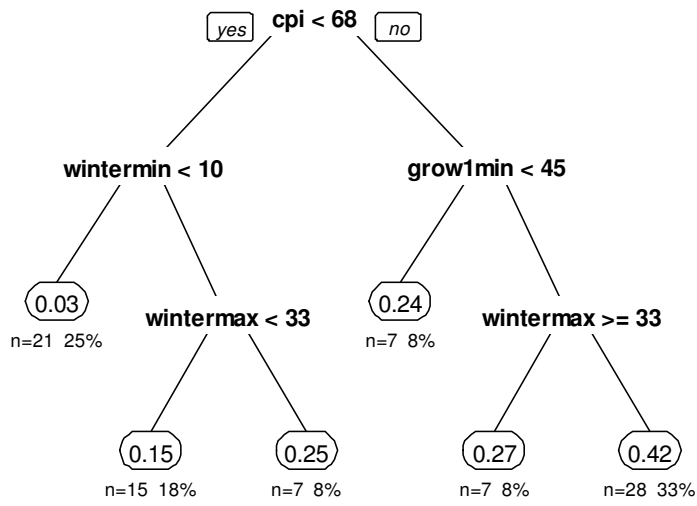 yes cpi < 68 no
wintermin < 10 grow1min < 45
0.03 0.24
wintermax < 33 wintermax >= 33
n=21 25% n=7 8%
0.15 0.25 0.27 0.42
n=15 18% n=7 8% n=7 8% n=28 33%